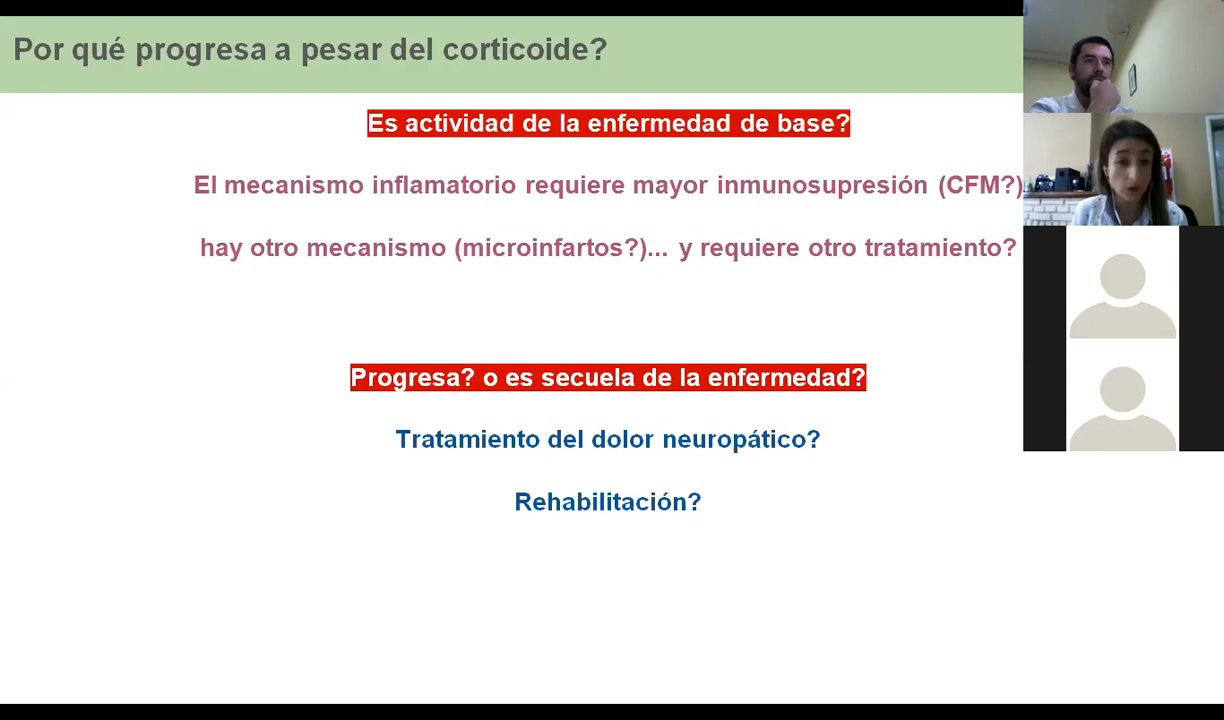 Por qué progresa a pesar del corticoide?
Es actividad de la enfermedad de base?
El mecanismo inflamatorio requiere mayor inmunosupresión (CFM?)
hay otro mecanismo (microinfartos?)... y requiere otro tratamiento?
Progresa? o es secuela de la enfermedad?
Tratamiento del dolor neuropático?
Rehabilitación?